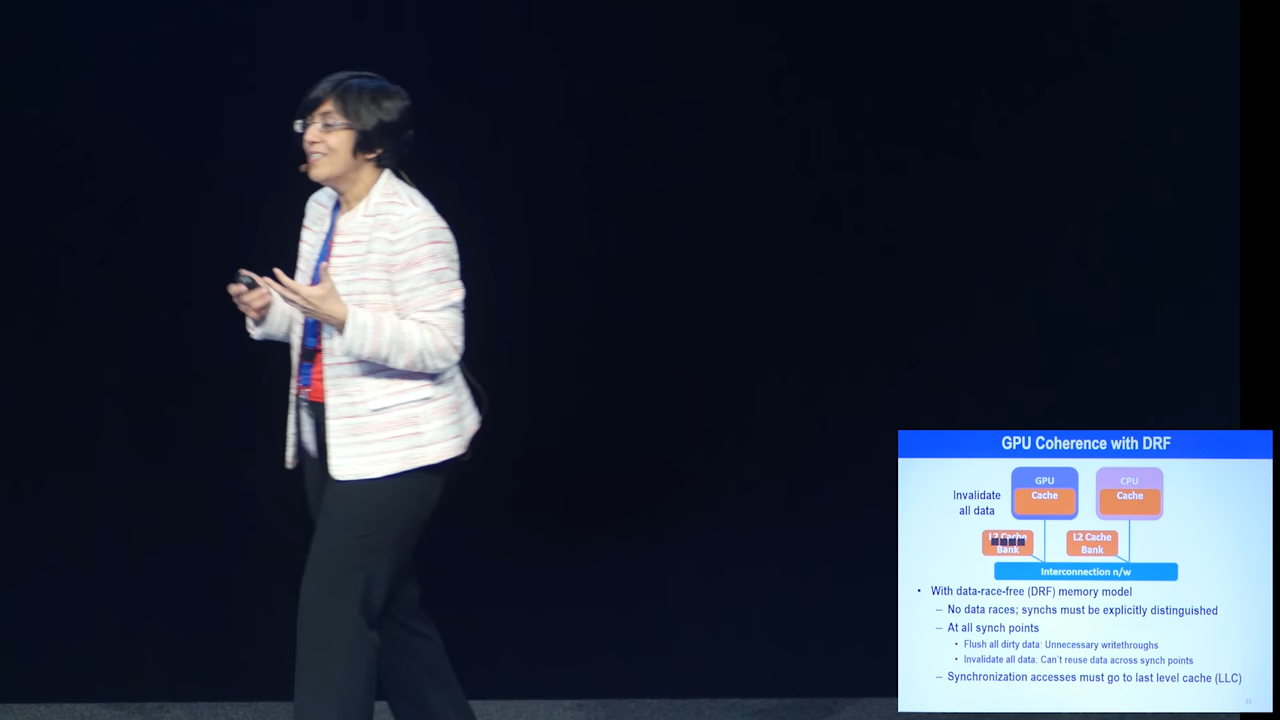 GPU Coherence with DRF
GPU
CPU
Invalidate
all data
Cache
Cache
L2 Cache
Bank
L2 Cache
Bank
Interconnection n/w
• With data-race-free (DRF) memory model
– No data races; synchs must be explicitly distinguished
– At all synch points
• Flush all dirty data: Unnecessary writethroughs
• Invalidate all data: Can't reuse data across synch points
– Synchronization accesses must go to last level cache (LLC)